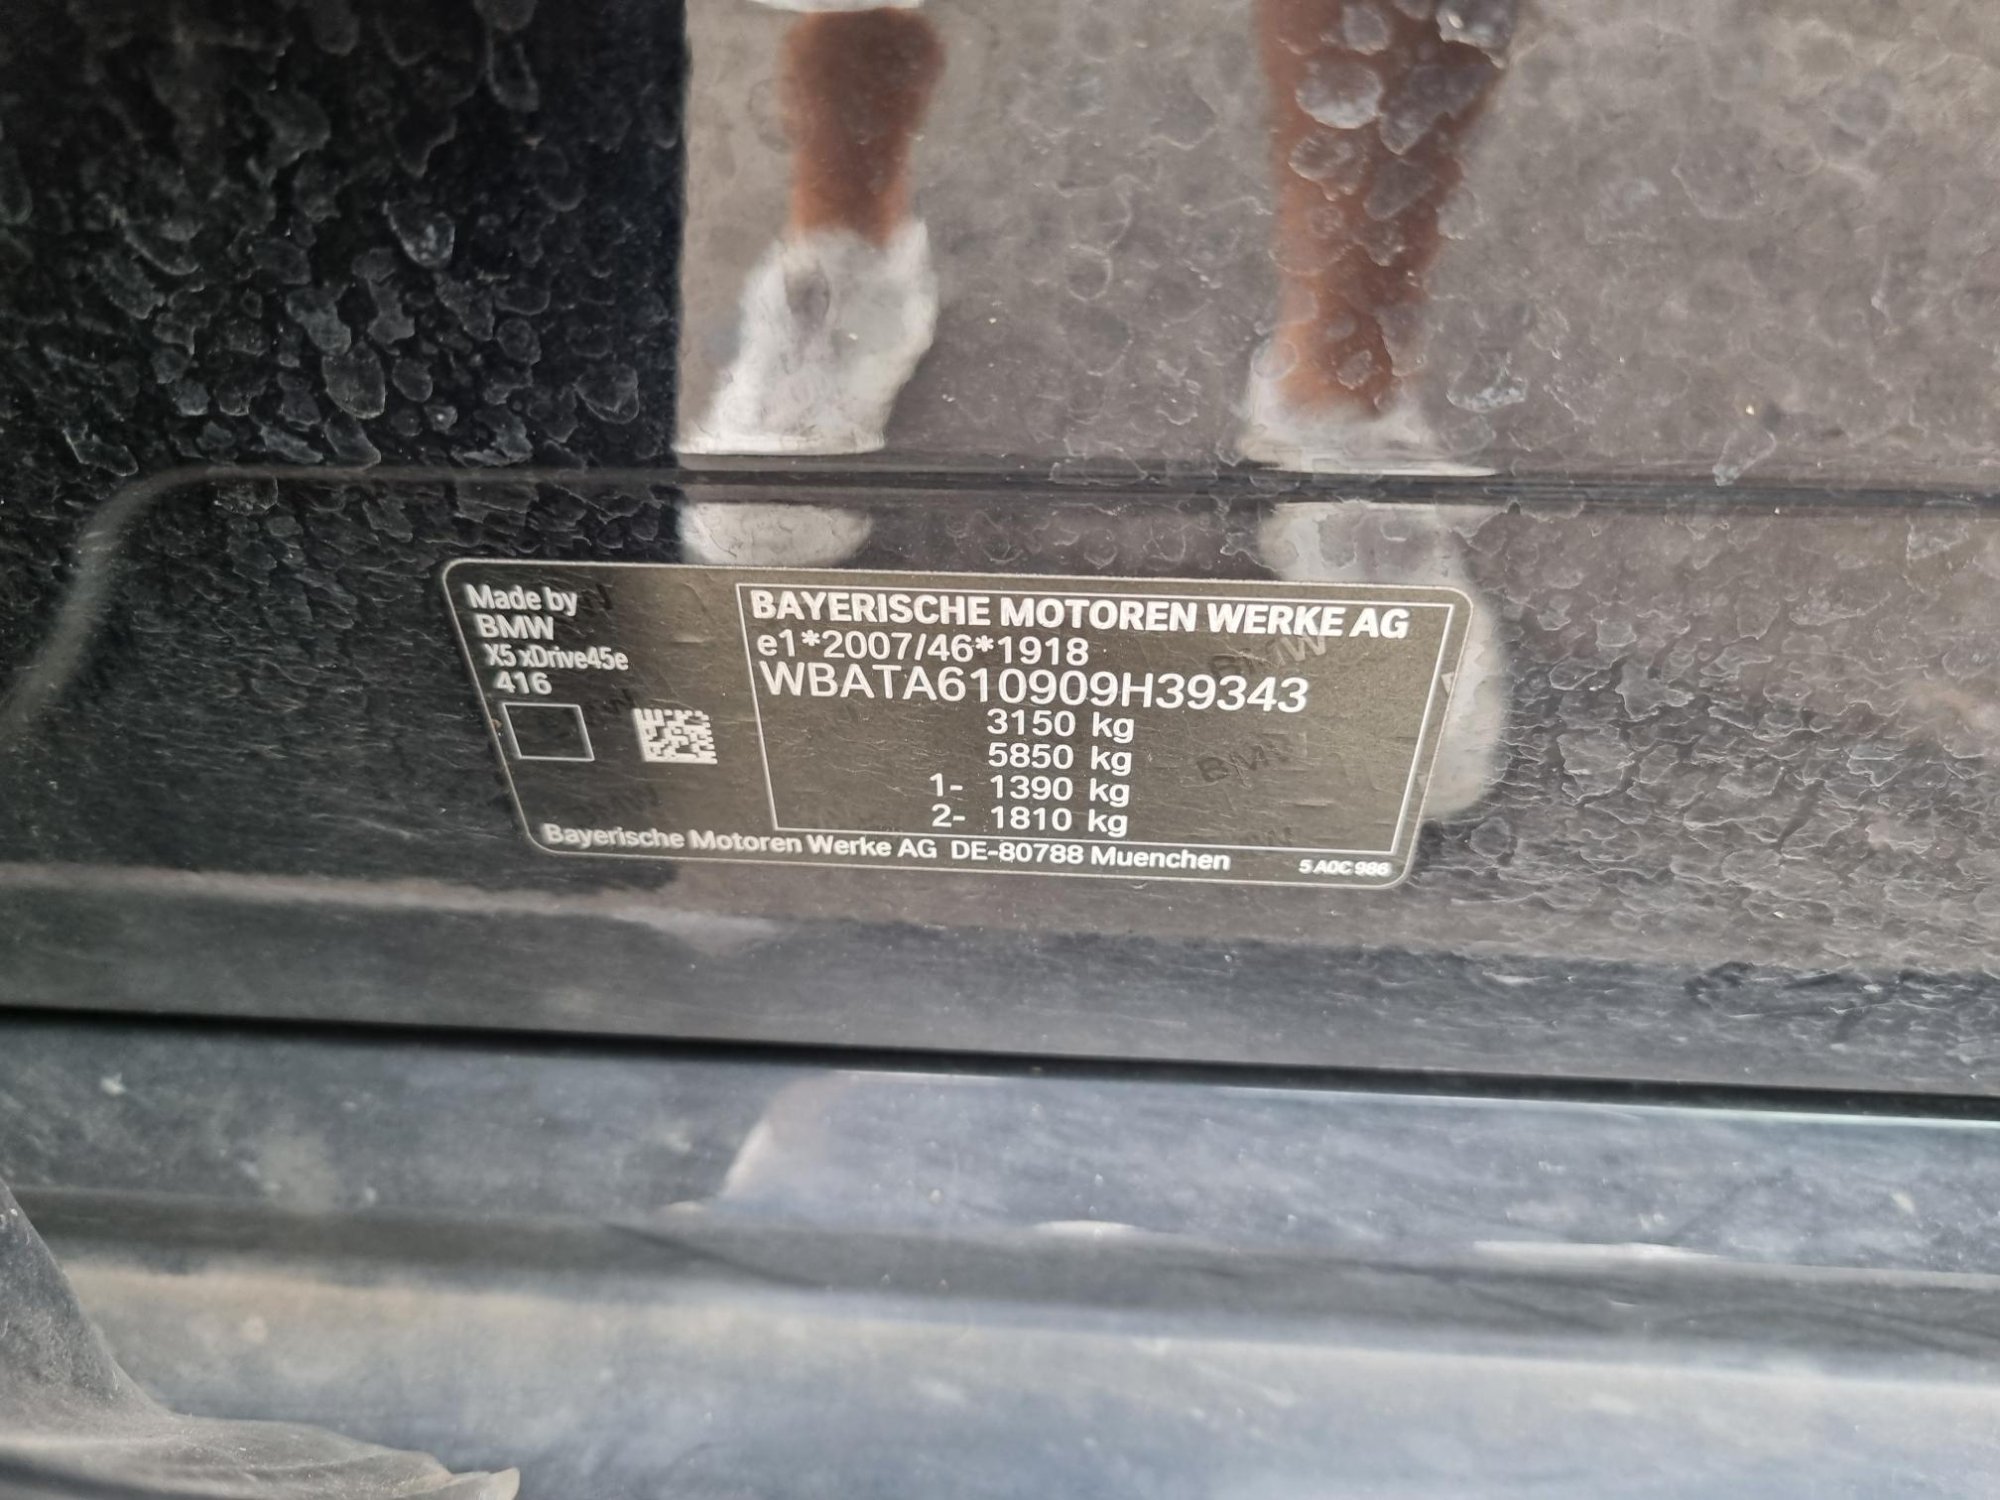 Made by
BMW
X5 xDrive45e
416
BAYERISCHE MOTOREN WERKE AG
e1*2007/46*1918
WBATA610909H39343
3150 kg
5850 kg
1- 1390 kg
2- 1810 kg
Bayerische Motoren Werke AG DE-80788 Muenchen
5 A0C 986